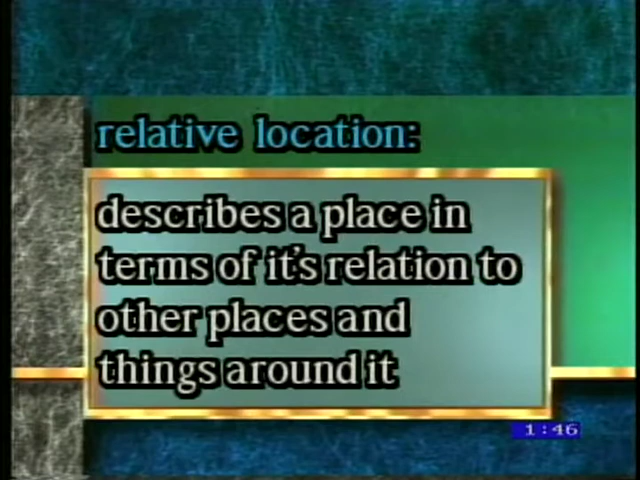 relative location:
describes a place in
terms of it's relation to
other places and
things around it
1:46